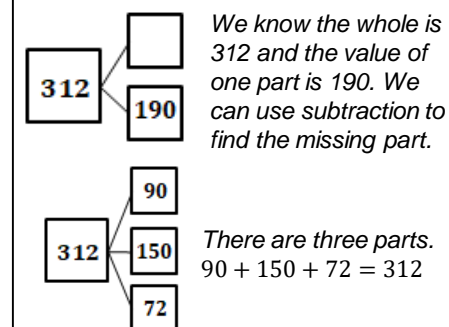 We know the whole is
312 and the value of
one part is 190. We
can use subtraction to
find the missing part.
312
190
90
312
150
72
There are three parts.
90 + 150 + 72 = 312